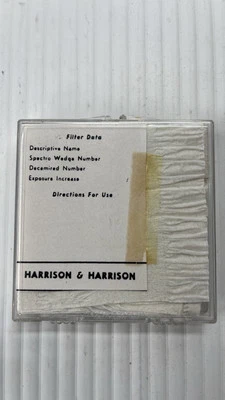 Filter Data
Descriptive Name
Spectro Wedge Number
Decamired Number
Exposure Increase
Directions For Use
HARRISON & HARRISON